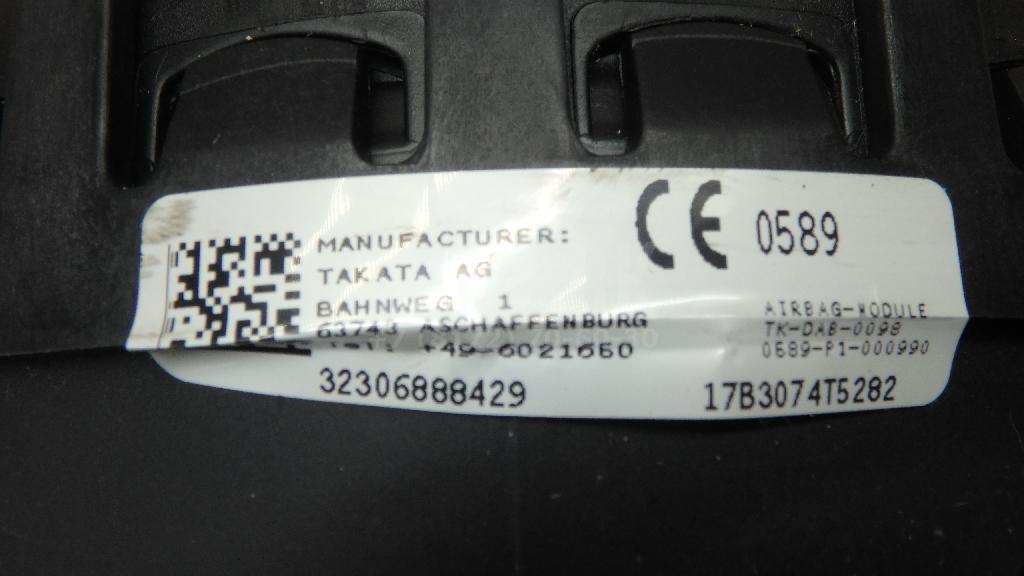 MANUFACTURER:
TAKATA AG
BAHNWEG 1
63743 ASCHAFFENBURG
+49-6021650
32306888429
CE 0589
AIRBAG-MODULE
TK-DAB-0098
0589-P1-000990
17B3074T5282